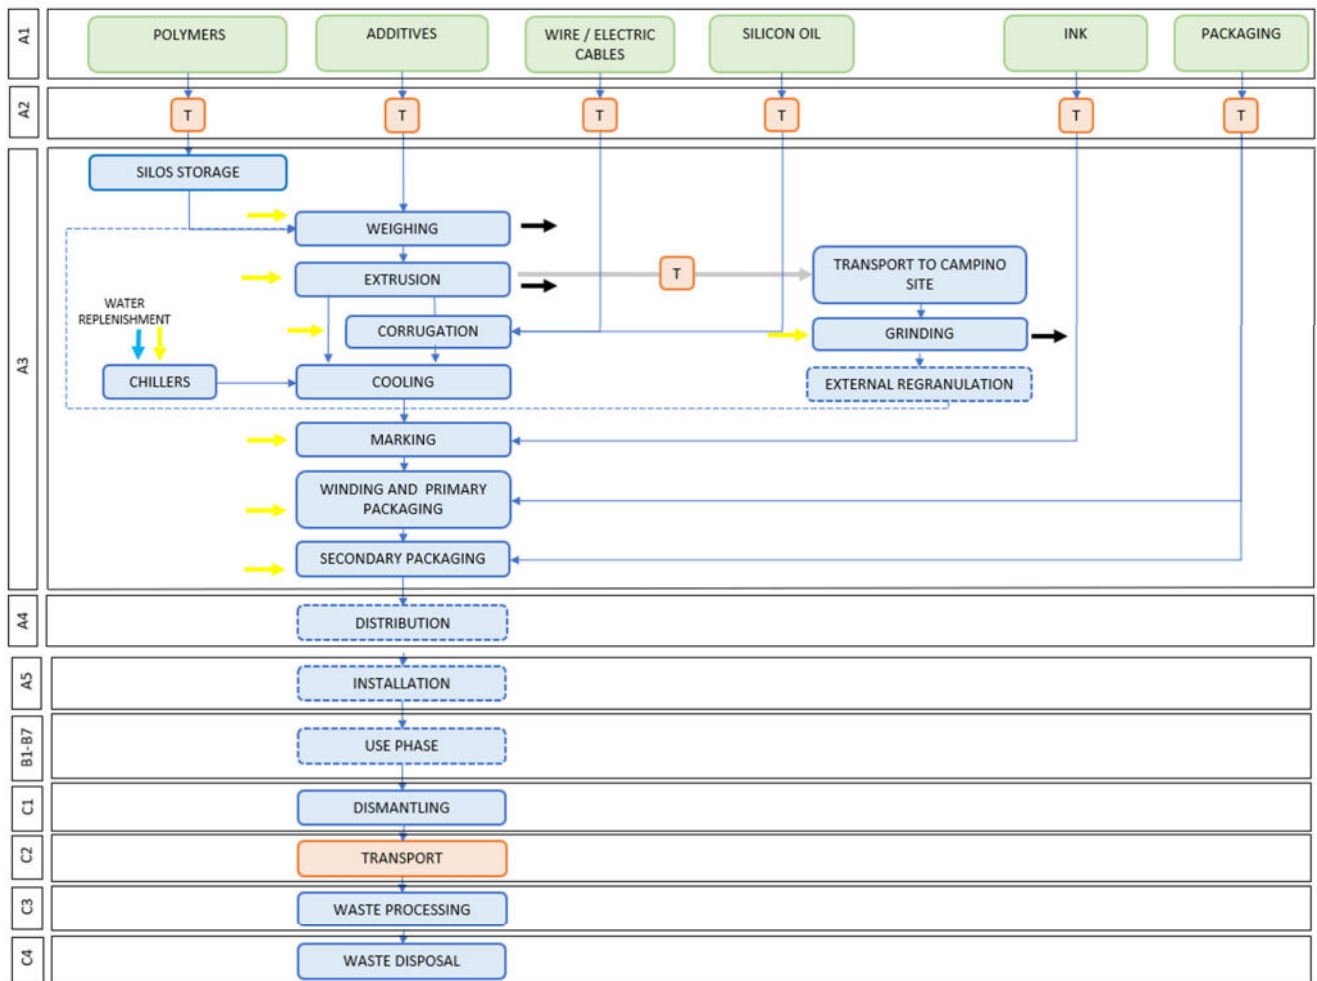 A1
POLYMERS
ADDITIVES
WIRE / ELECTRIC
CABLES
SILICON OIL
INK
PACKAGING
A2
T
T
T
T
T
T
A3
SILOS STORAGE
WEIGHING
EXTRUSION
T
TRANSPORT TO CAMPINO
SITE
WATER
REPLENISHMENT
CORRUGATION
GRINDING
CHILLERS
COOLING
EXTERNAL REGRANULATION
MARKING
WINDING AND PRIMARY
PACKAGING
SECONDARY PACKAGING
A4
DISTRIBUTION
A5
INSTALLATION
B1-B7
USE PHASE
C1
DISMANTLING
C2
TRANSPORT
C3
WASTE PROCESSING
C4
WASTE DISPOSAL